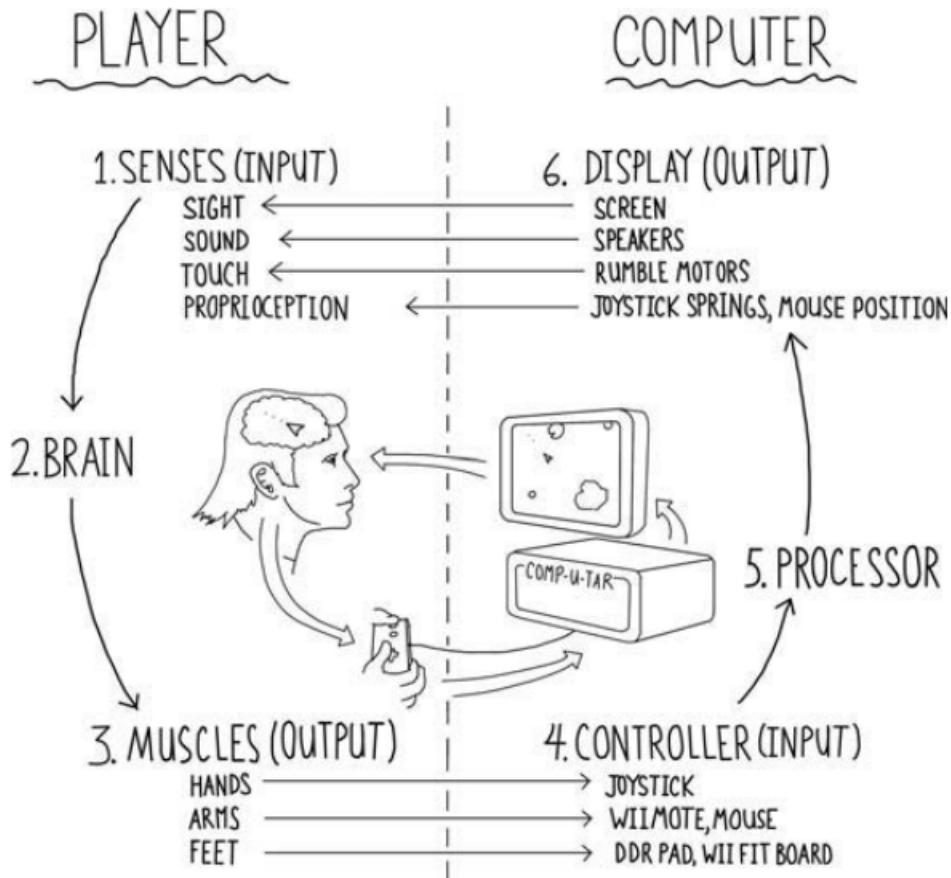 PLAYER
COMPUTER
1. SENSES (INPUT)
SIGHT
SOUND
TOUCH
PROPRIOCEPTION
6. DISPLAY (OUTPUT)
SCREEN
SPEAKERS
RUMBLE MOTORS
JOYSTICK SPRINGS, MOUSE POSITION
2. BRAIN
COMP-U-TAR
5. PROCESSOR
3. MUSCLES (OUTPUT)
HANDS
ARMS
FEET
4. CONTROLLER (INPUT)
JOYSTICK
WIIMOTE, MOUSE
DDR PAD, WII FIT BOARD